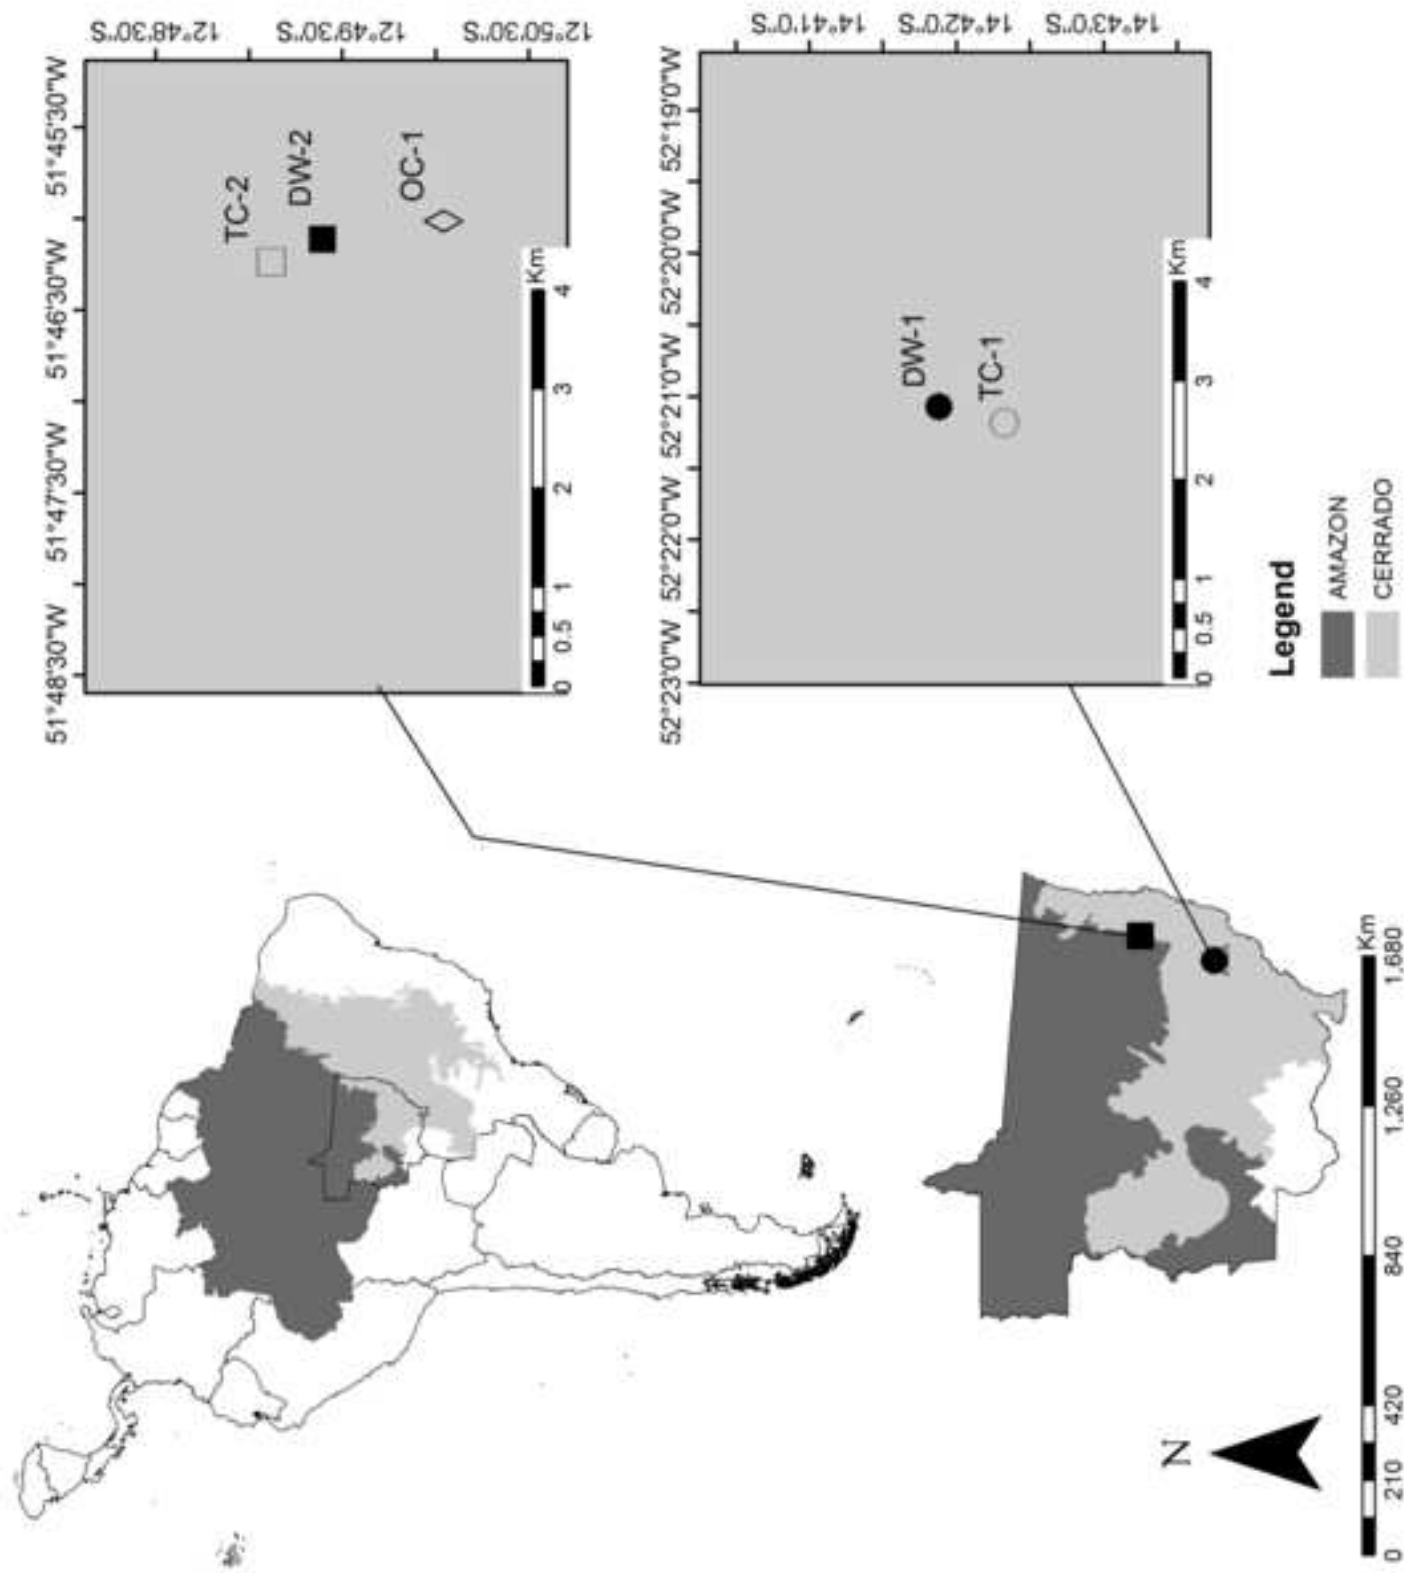 51°48'30"W 51°47'30"W 51°46'30"W 51°45'30"W
12°48'30"S
12°49'30"S
12°50'30"S
TC-2
DW-2
OC-1
Km
0 0.5 1 2 3 4
52°23'0"W 52°22'0"W 52°21'0"W 52°20'0"W 52°19'0"W
14°41'0"S
14°42'0"S
14°43'0"S
DW-1
TC-1
Km
0 0.5 1 2 3 4
N
Km
0 210 420 840 1.260 1.680
Legend
AMAZON
CERRADO